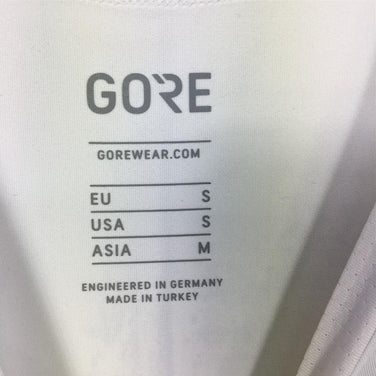 GORE
GOREWEAR.COM
EU S
USA S
ASIA M
ENGINEERED IN GERMANY
MADE IN TURKEY